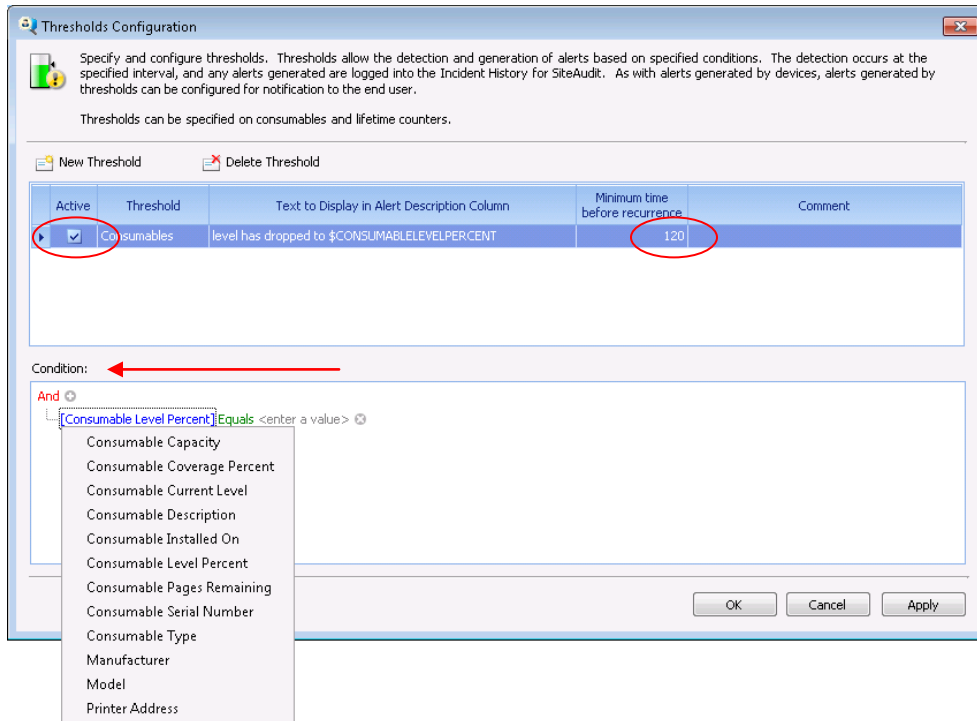 Thresholds Configuration
Specify and configure thresholds. Thresholds allow the detection and generation of alerts based on specified conditions. The detection occurs at the
specified interval, and any alerts generated are logged into the Incident History for SiteAudit. As with alerts generated by devices, alerts generated by
thresholds can be configured for notification to the end user.
Thresholds can be specified on consumables and lifetime counters.
New Threshold Delete Threshold
Active Threshold Text to Display in Alert Description Column Minimum time before recurrence Comment
Consumables level has dropped to $CONSUMABLELEVELPERCENT 120
Condition:
And
[Consumable Level Percent] Equals <enter a value>
Consumable Capacity
Consumable Coverage Percent
Consumable Current Level
Consumable Description
Consumable Installed On
Consumable Level Percent
Consumable Pages Remaining
Consumable Serial Number
Consumable Type
Manufacturer
Model
Printer Address
OK Cancel Apply